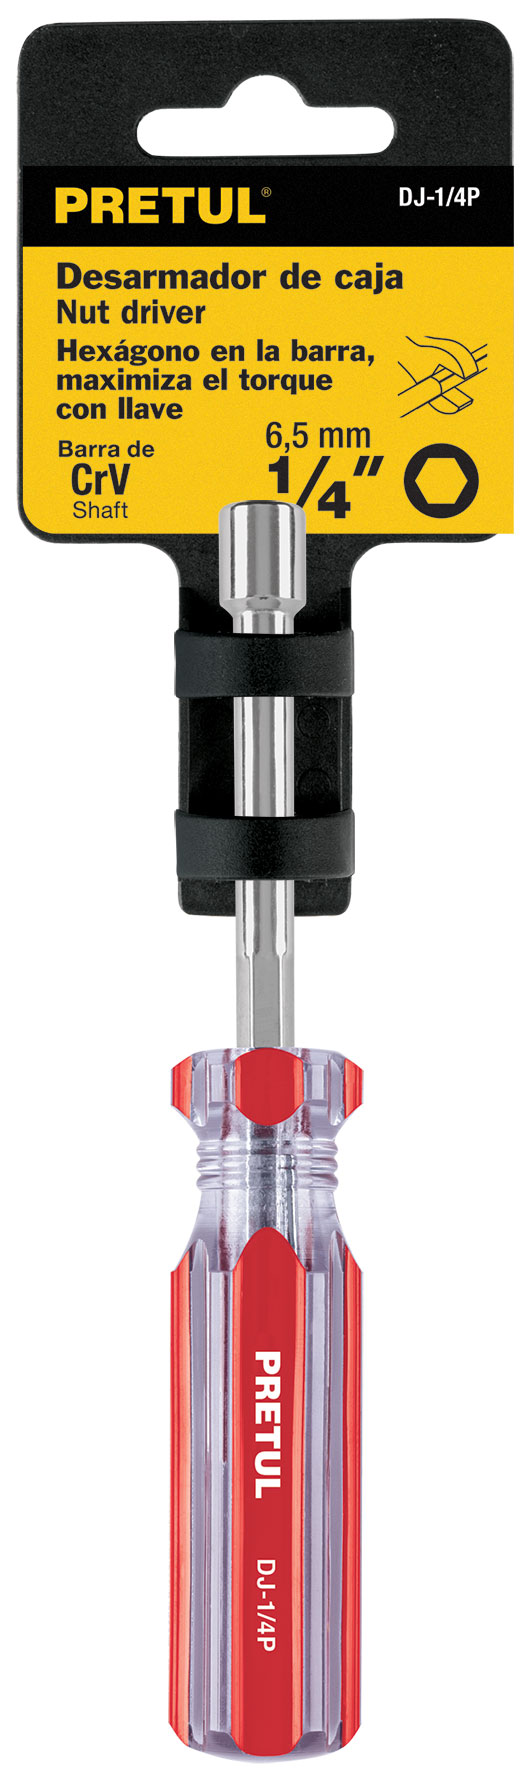 PRETUL®
DJ-1/4P
Desarmador de caja
Nut driver
Hexágono en la barra,
maximiza el torque
con llave
Barra de
CrV
Shaft
6,5 mm
1/4"
PRETUL
DJ-1/4P